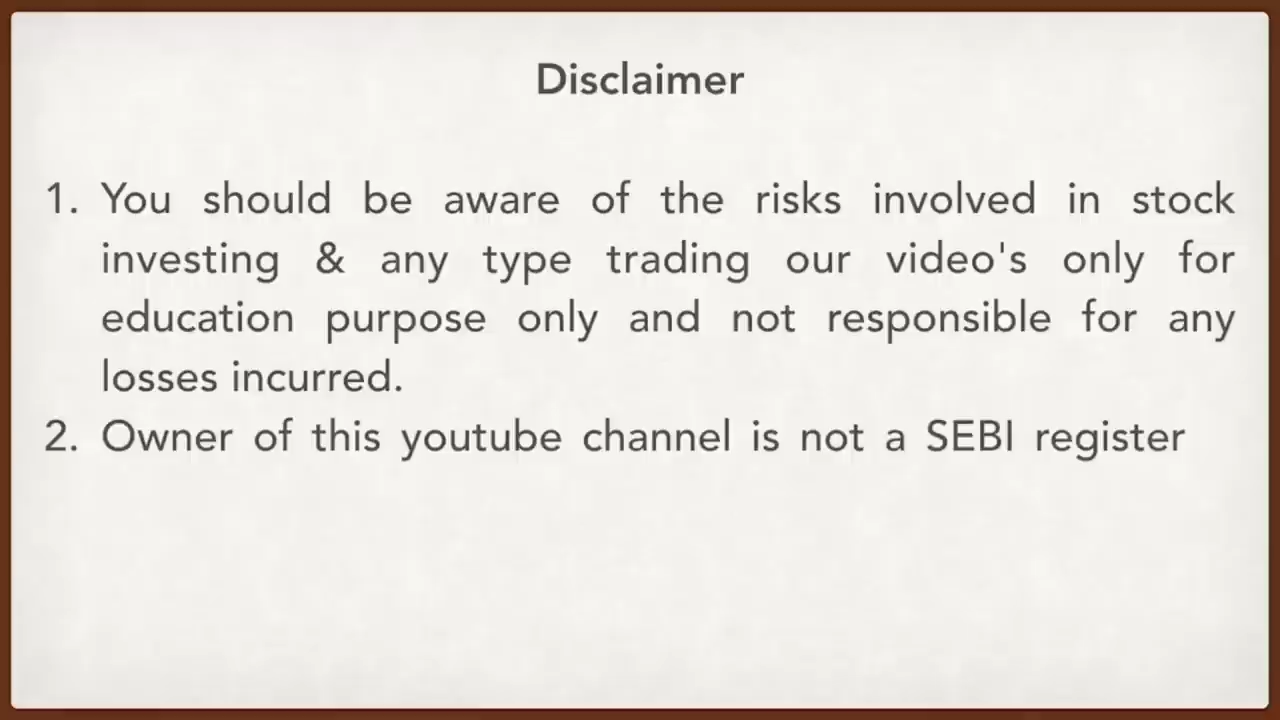 Disclaimer
1. You should be aware of the risks involved in stock
investing & any type trading our video's only for
education purpose only and not responsible for any
losses incurred.
2. Owner of this youtube channel is not a SEBI register